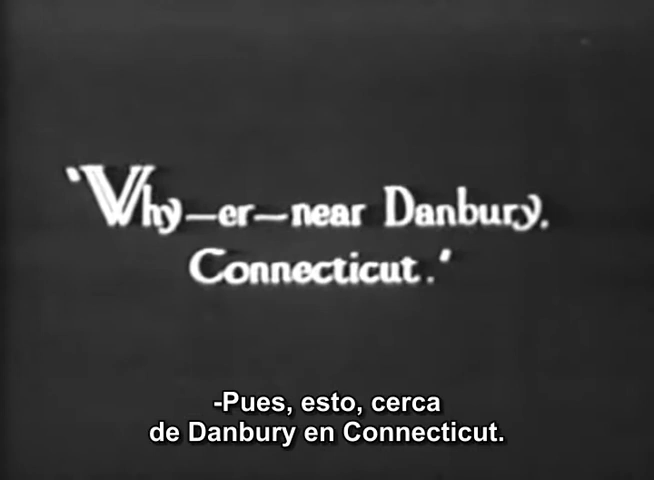 'Why—er—near Danbury,
Connecticut.'
-Pues, esto, cerca
de Danbury en Connecticut.